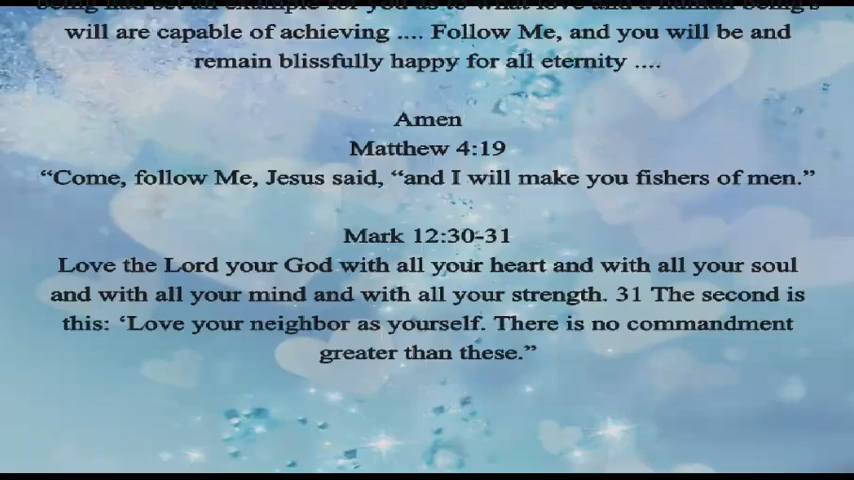 being had set an example for you as to what love and a human being's
will are capable of achieving .... Follow Me, and you will be and
remain blissfully happy for all eternity ....
Amen
Matthew 4:19
“Come, follow Me, Jesus said, “and I will make you fishers of men.”
Mark 12:30-31
Love the Lord your God with all your heart and with all your soul
and with all your mind and with all your strength. 31 The second is
this: ‘Love your neighbor as yourself. There is no commandment
greater than these.”